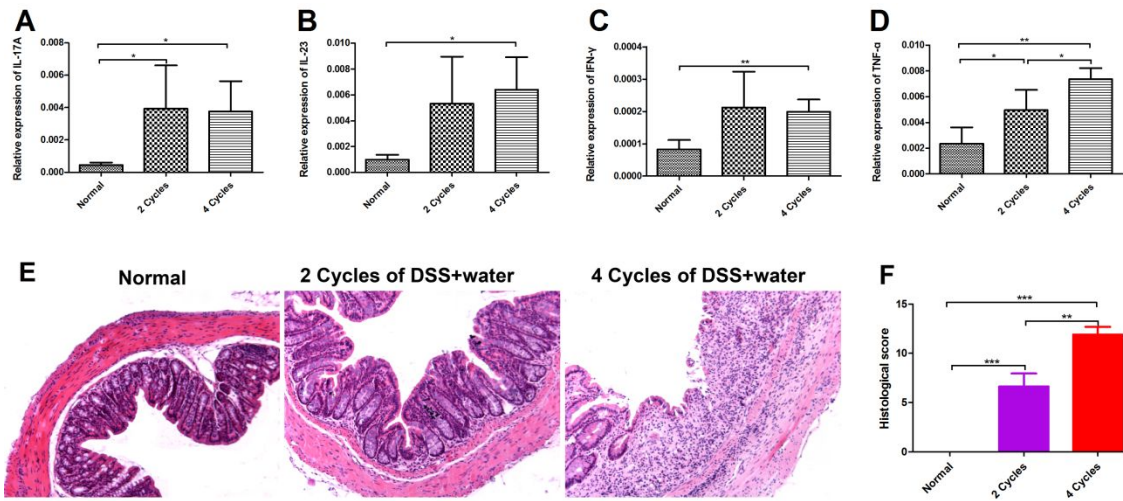 A
Relative expression of IL-17A
0.008
0.006
0.004
0.002
0.000
*
*
Normal
2 Cycles
4 Cycles
B
Relative expression of IL-23
0.010
0.008
0.006
0.004
0.002
0.000
*
Normal
2 Cycles
4 Cycles
C
Relative expression of IFN-γ
0.0004
0.0003
0.0002
0.0001
0.0000
**
Normal
2 Cycles
4 Cycles
D
Relative expression of TNF-α
0.010
0.008
0.006
0.004
0.002
0.000
**
*
*
Normal
2 Cycles
4 Cycles
E
Normal
2 Cycles of DSS+water
4 Cycles of DSS+water
F
Histological score
15
10
5
0
***
**
***
Normal
2 Cycles
4 Cycles